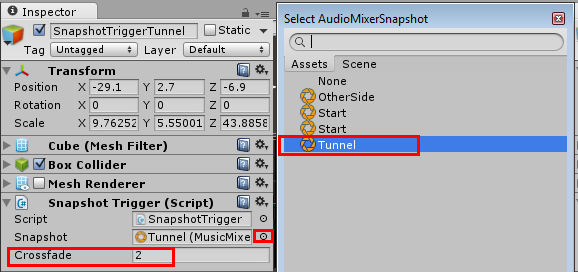 Inspector
SnapshotTriggerTunnel
Static
Tag Untagged Layer Default
Transform
Position X -29.1 Y 2.7 Z -6.9
Rotation X 0 Y 0 Z 0
Scale X 9.76252 Y 5.55001 Z 43.8858
Cube (Mesh Filter)
Box Collider
Mesh Renderer
Snapshot Trigger (Script)
Script SnapshotTrigger
Snapshot Tunnel (MusicMixe
Crossfade 2
Select AudioMixerSnapshot
Assets Scene
None
OtherSide
Start
Start
Tunnel